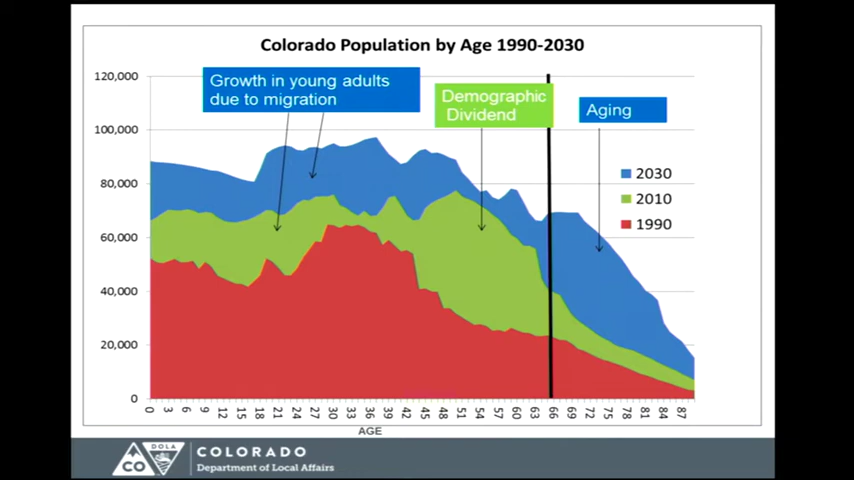 Colorado Population by Age 1990-2030
120,000
100,000
80,000
60,000
40,000
20,000
0
Growth in young adults
due to migration
Demographic
Dividend
Aging
2030
2010
1990
0 3 6 9 12 15 18 21 24 27 30 33 36 39 42 45 48 51 54 57 60 63 66 69 72 75 78 81 84 87
AGE
CO
DOLA
COLORADO
Department of Local Affairs